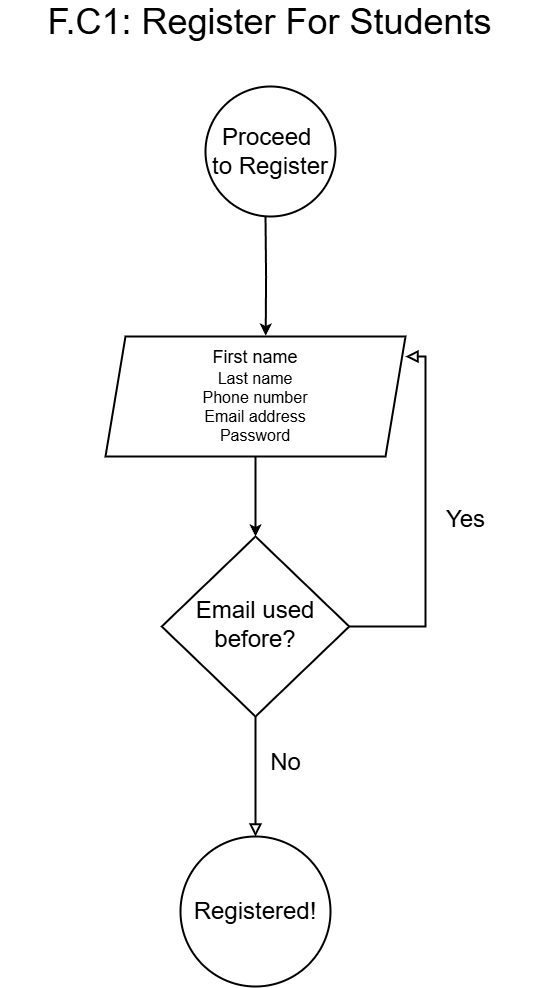 F.C1: Register For Students
Proceed
to Register
First name
Last name
Phone number
Email address
Password
Yes
Email used
before?
No
Registered!